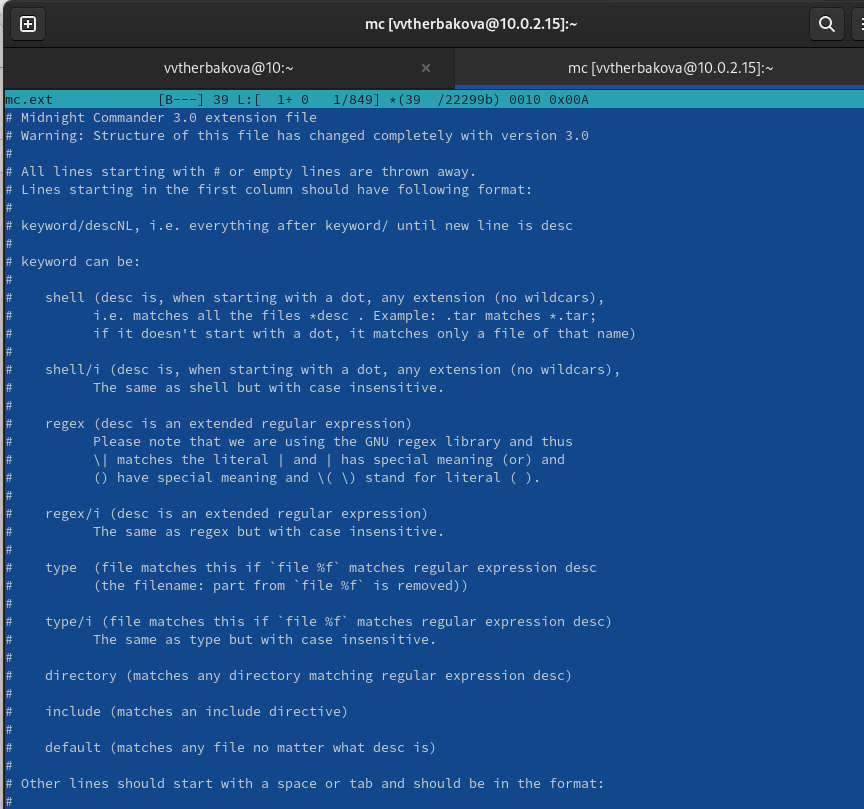 mc [vvtherbakova@10.0.2.15]:~
vvtherbakova@10:~
mc [vvtherbakova@10.0.2.15]:~
mc.ext             [B---] 39 L:[  1+ 0   1/849] *(39  /22299b) 0010 0x00A
# Midnight Commander 3.0 extension file
# Warning: Structure of this file has changed completely with version 3.0
#
# All lines starting with # or empty lines are thrown away.
# Lines starting in the first column should have following format:
#
# keyword/descNL, i.e. everything after keyword/ until new line is desc
#
# keyword can be:
#
#    shell (desc is, when starting with a dot, any extension (no wildcars),
#          i.e. matches all the files *desc . Example: .tar matches *.tar;
#          if it doesn't start with a dot, it matches only a file of that name)
#
#    shell/i (desc is, when starting with a dot, any extension (no wildcars),
#          The same as shell but with case insensitive.
#
#    regex (desc is an extended regular expression)
#          Please note that we are using the GNU regex library and thus
#          \| matches the literal | and | has special meaning (or) and
#          () have special meaning and \( \) stand for literal ( ).
#
#    regex/i (desc is an extended regular expression)
#          The same as regex but with case insensitive.
#
#    type  (file matches this if `file %f` matches regular expression desc
#          (the filename: part from `file %f` is removed))
#
#    type/i (file matches this if `file %f` matches regular expression desc)
#          The same as type but with case insensitive.
#
#    directory (matches any directory matching regular expression desc)
#
#    include (matches an include directive)
#
#    default (matches any file no matter what desc is)
#
# Other lines should start with a space or tab and should be in the format:
#